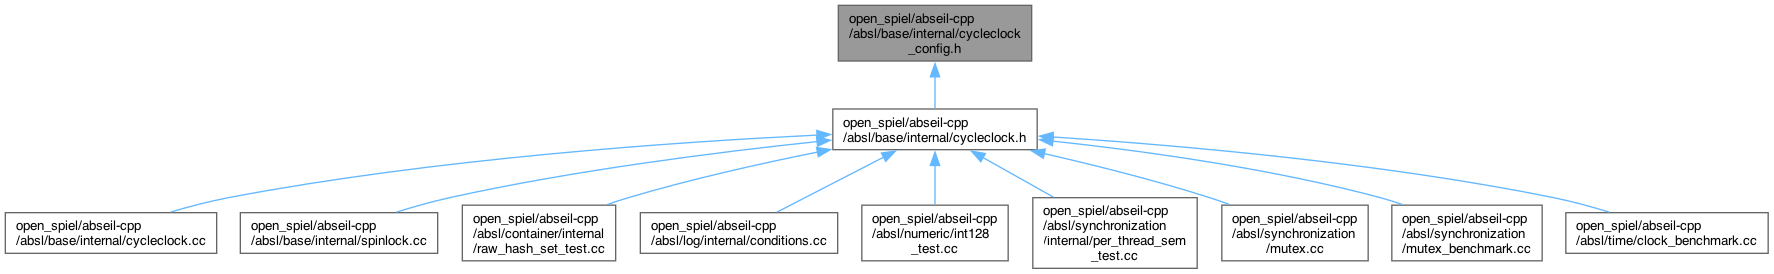 open_spiel/abseil-cpp
/absl/base/internal/cycleclock
_config.h
open_spiel/abseil-cpp
/absl/base/internal/cycleclock.h
open_spiel/abseil-cpp
/absl/base/internal/cycleclock.cc
open_spiel/abseil-cpp
/absl/base/internal/spinlock.cc
open_spiel/abseil-cpp
/absl/container/internal
/raw_hash_set_test.cc
open_spiel/abseil-cpp
/absl/log/internal/conditions.cc
open_spiel/abseil-cpp
/absl/numeric/int128
_test.cc
open_spiel/abseil-cpp
/absl/synchronization
/internal/per_thread_sem
_test.cc
open_spiel/abseil-cpp
/absl/synchronization
/mutex.cc
open_spiel/abseil-cpp
/absl/synchronization
/mutex_benchmark.cc
open_spiel/abseil-cpp
/absl/time/clock_benchmark.cc